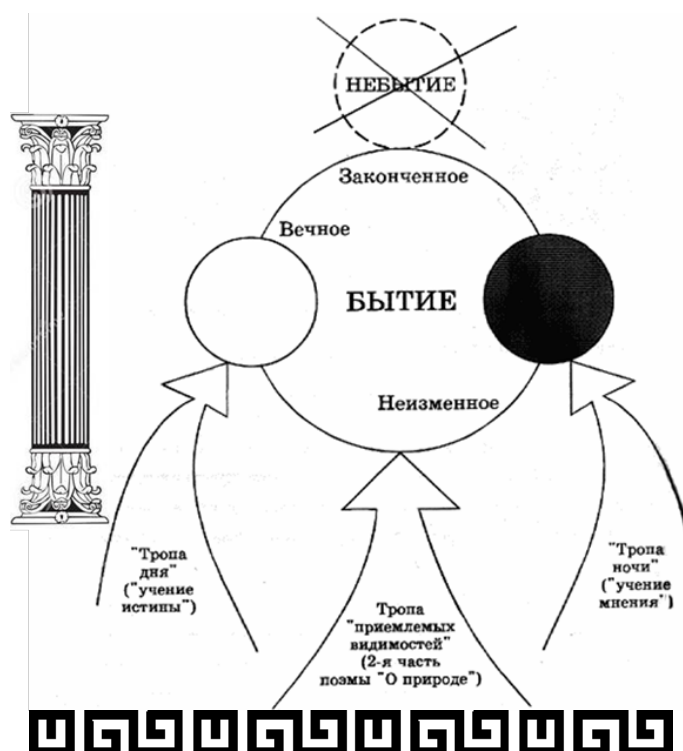 НЕБЫТИЕ
Законченное
Вечное
БЫТИЕ
Неизменное
"Тропа
дня"
("учение
истины")
Тропа
"приемлемых
видимостей"
(2-я часть
поэмы "О природе")
"Тропа
ночи"
("учение
мнения")